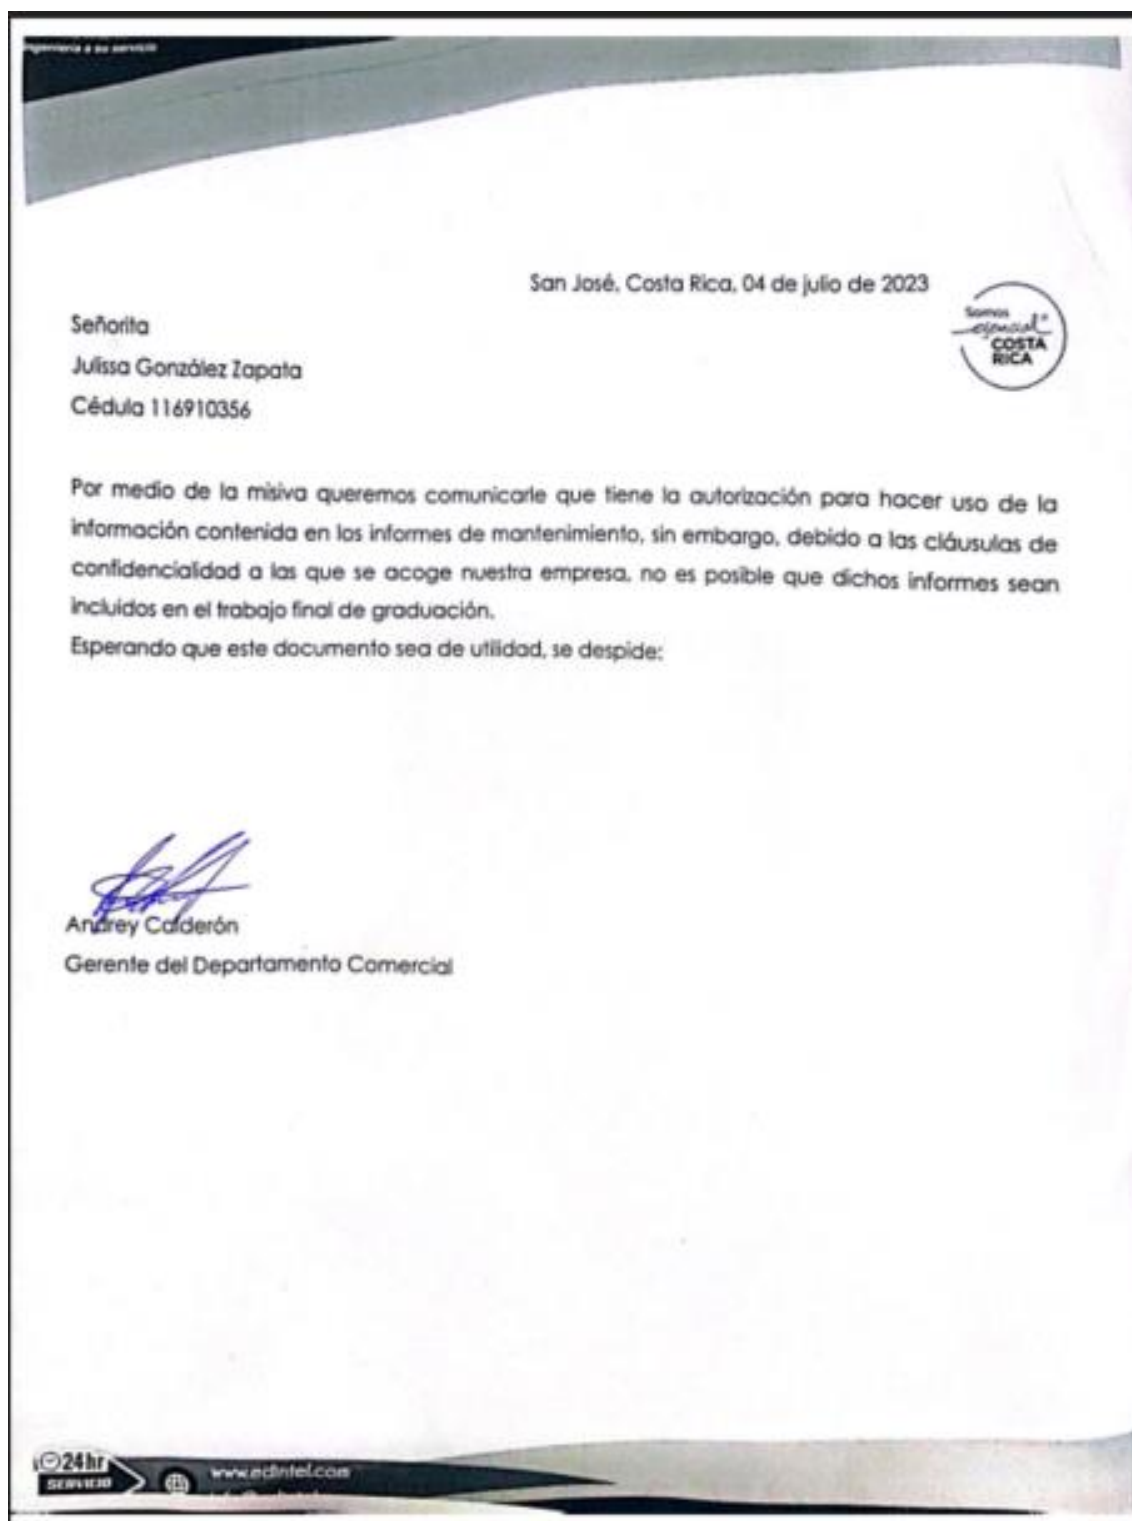 Ingeniería a su servicio
San José, Costa Rica, 04 de julio de 2023
Somos
esencial
COSTA
RICA
Señorita
Julissa González Zapata
Cédula 116910356
Por medio de la misiva queremos comunicarle que tiene la autorización para hacer uso de la
información contenida en los informes de mantenimiento, sin embargo, debido a las cláusulas de
confidencialidad a las que se acoge nuestra empresa, no es posible que dichos informes sean
incluidos en el trabajo final de graduación.
Esperando que este documento sea de utilidad, se despide:
Andrey Calderón
Gerente del Departamento Comercial
24hr
SERVICIO
www.edintel.com